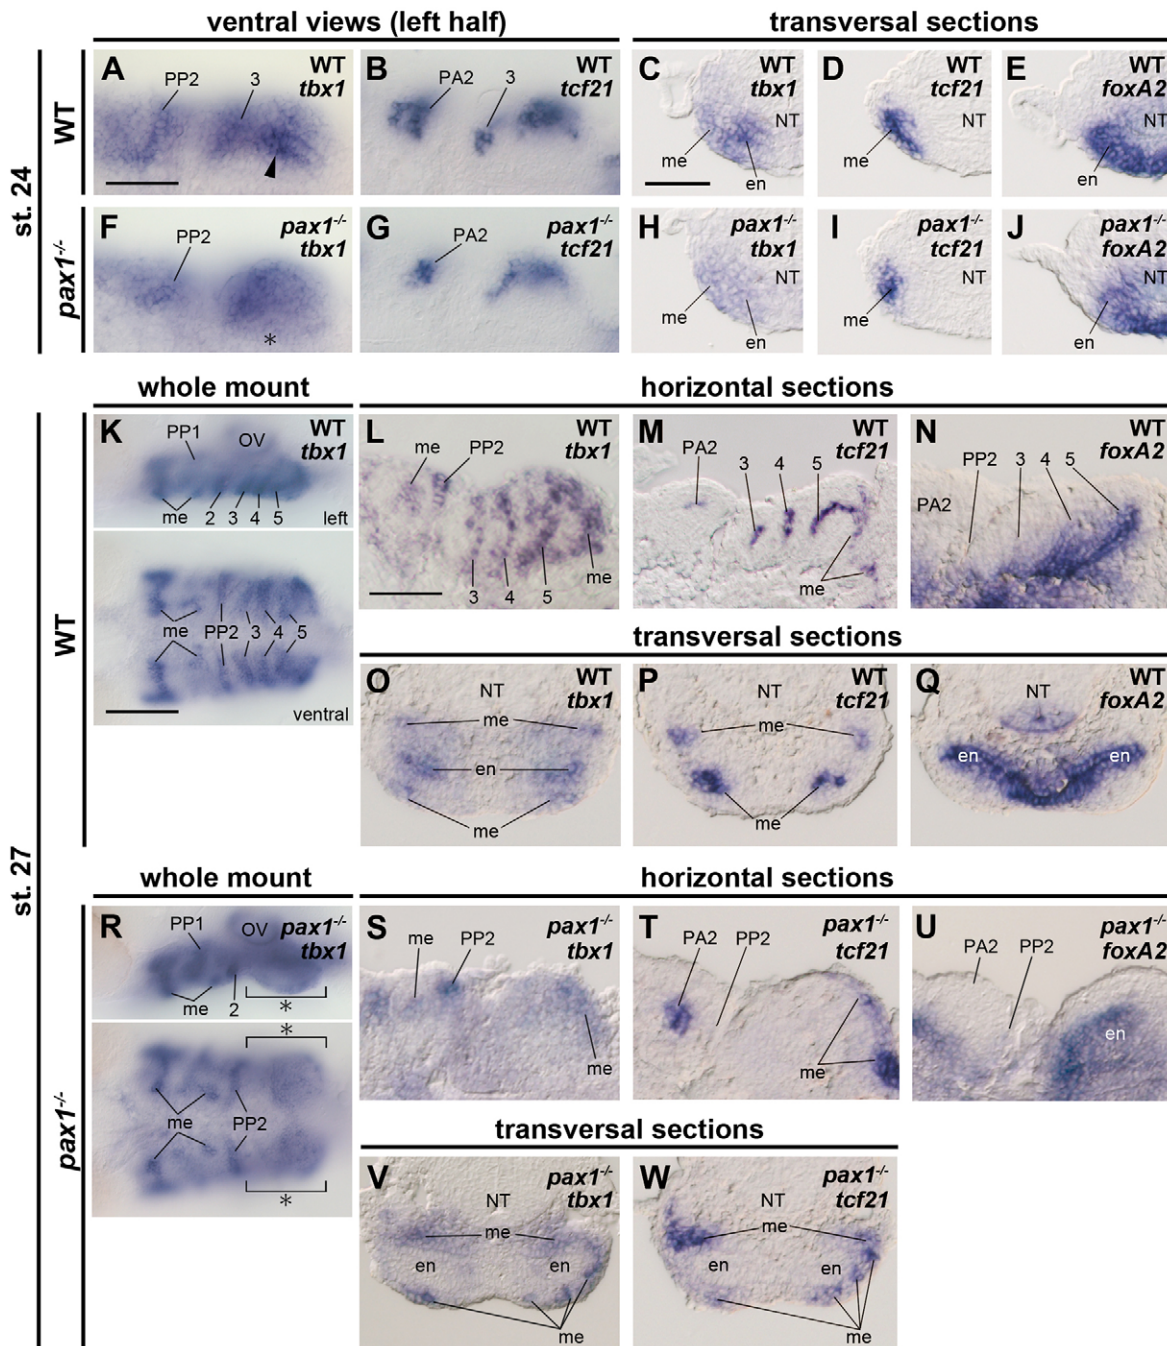 ventral views (left half)
transversal sections
st. 24
WT
A
WT
tbx1
PP2
3
B
WT
tcf21
PA2
3
C
WT
tbx1
NT
me
en
D
WT
tcf21
NT
me
E
WT
foxA2
NT
en
pax1-/-
F
pax1-/-
tbx1
PP2
*
G
pax1-/-
tcf21
PA2
H
pax1-/-
tbx1
NT
me
en
I
pax1-/-
tcf21
NT
me
J
pax1-/-
foxA2
NT
en
st. 27
WT
whole mount
horizontal sections
K
WT
tbx1
PP1
OV
me 2 3 4 5
left
me PP2 3 4 5
ventral
L
WT
tbx1
me
PP2
3 4 5
me
M
WT
tcf21
PA2
3 4 5
me
N
WT
foxA2
PP2 3 4 5
PA2
transversal sections
O
WT
tbx1
NT
me
en
me
P
WT
tcf21
NT
me
me
Q
WT
foxA2
NT
en
en
pax1-/-
whole mount
horizontal sections
R
pax1-/-
tbx1
PP1
OV
me 2 *
*
me
PP2
*
S
pax1-/-
tbx1
me
PP2
me
T
pax1-/-
tcf21
PA2
PP2
me
U
pax1-/-
foxA2
PA2
PP2
en
transversal sections
V
pax1-/-
tbx1
NT
me
en
en
me
W
pax1-/-
tcf21
NT
me
en
en
me